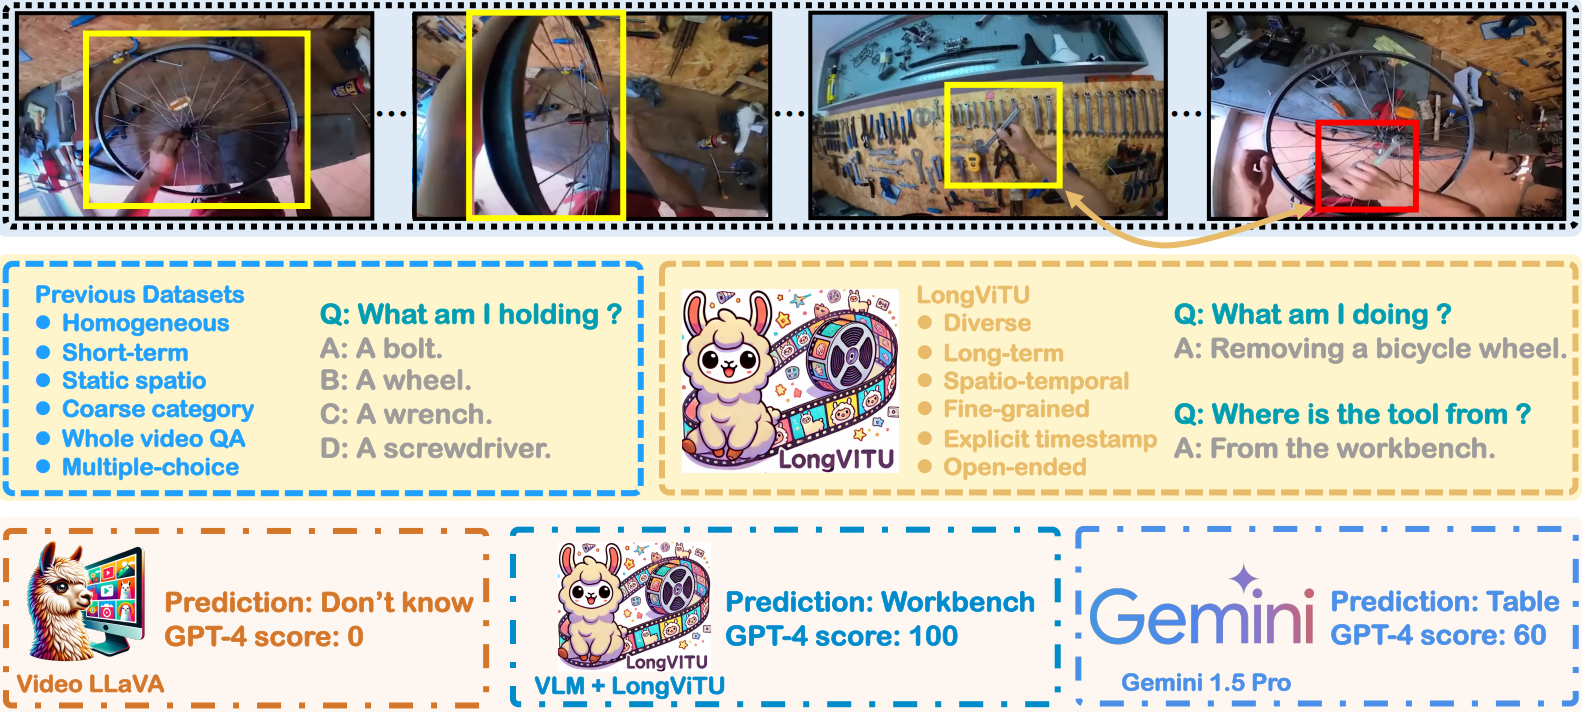 Previous Datasets
Homogeneous
Short-term
Static spatio
Coarse category
Whole video QA
Multiple-choice
Q: What am I holding ?
A: A bolt.
B: A wheel.
C: A wrench.
D: A screwdriver.
LongVITU
LongViTU
Diverse
Long-term
Spatio-temporal
Fine-grained
Explicit timestamp
Open-ended
Q: What am I doing ?
A: Removing a bicycle wheel.
Q: Where is the tool from ?
A: From the workbench.
Prediction: Don't know
GPT-4 score: 0
Video LLaVA
LongVITU
Prediction: Workbench
GPT-4 score: 100
VLM + LongViTU
Gemini
Prediction: Table
GPT-4 score: 60
Gemini 1.5 Pro